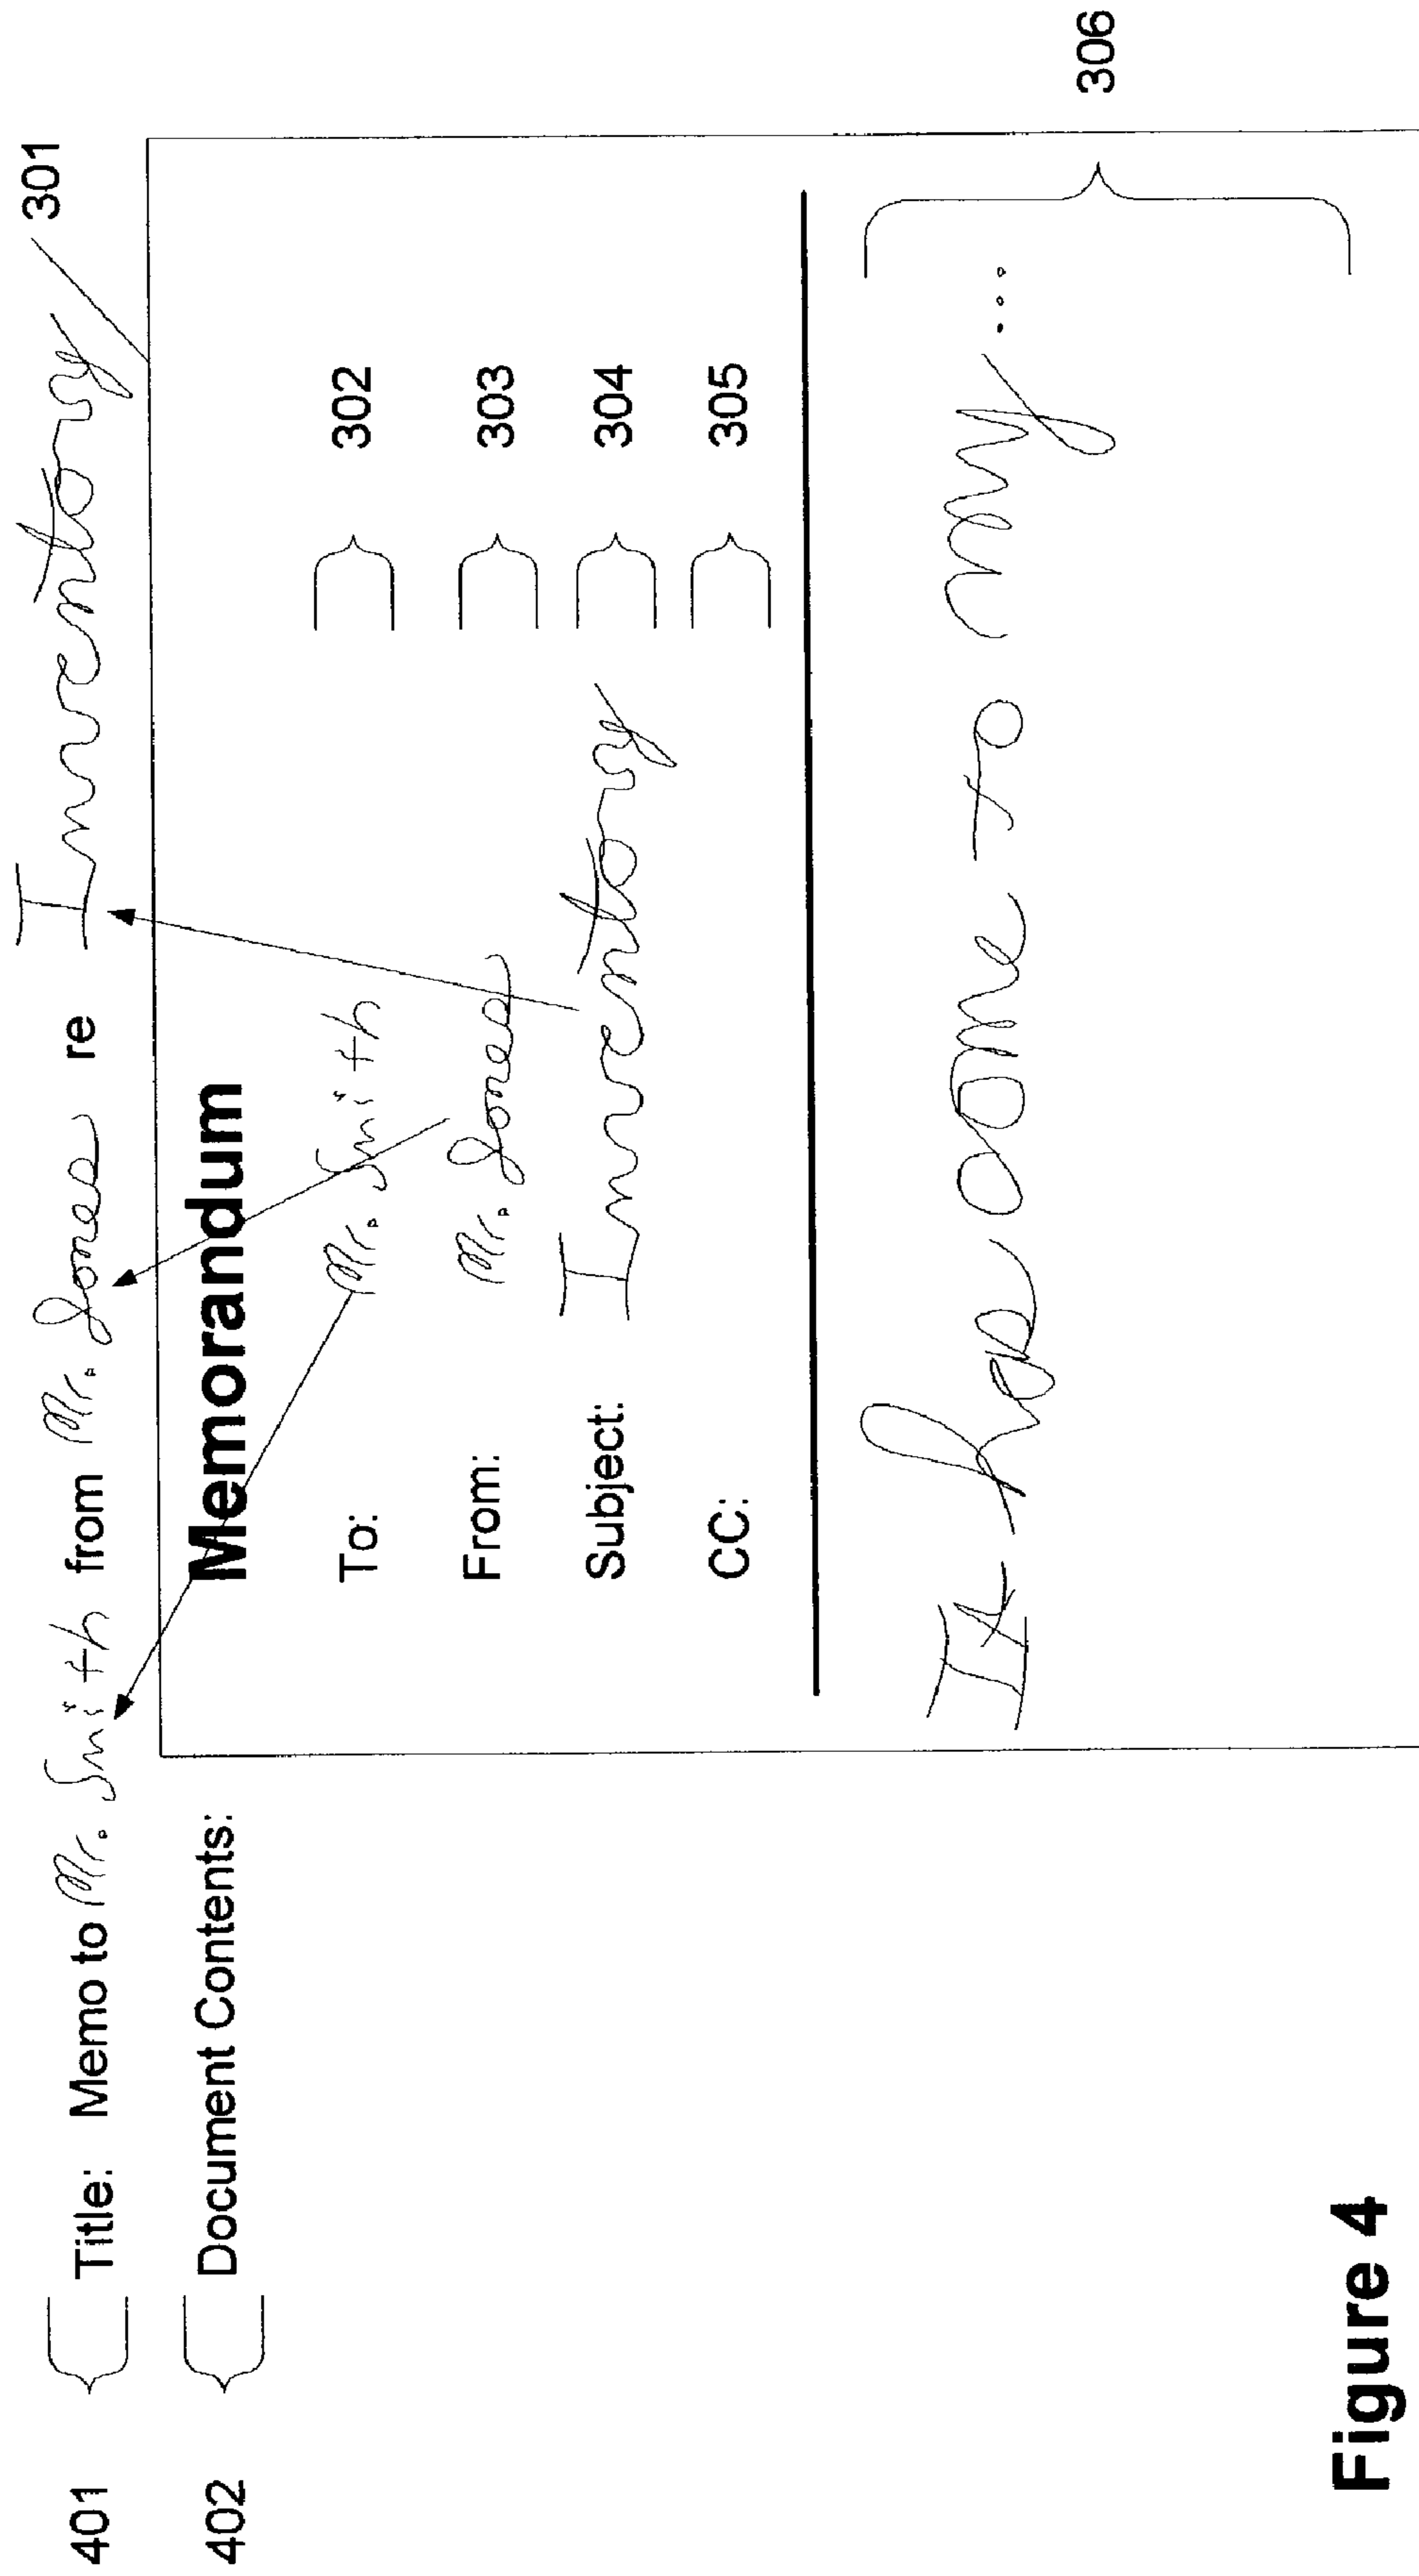 401 Title: Memo to Mr. Smith from Mr. Jones re Inventory 301
402 Document Contents:
Memorandum
To: Mr. Smith 302
From: Mr. Jones 303
Subject: Inventory 304
CC: 305
It has come to my ... 306
Figure 4